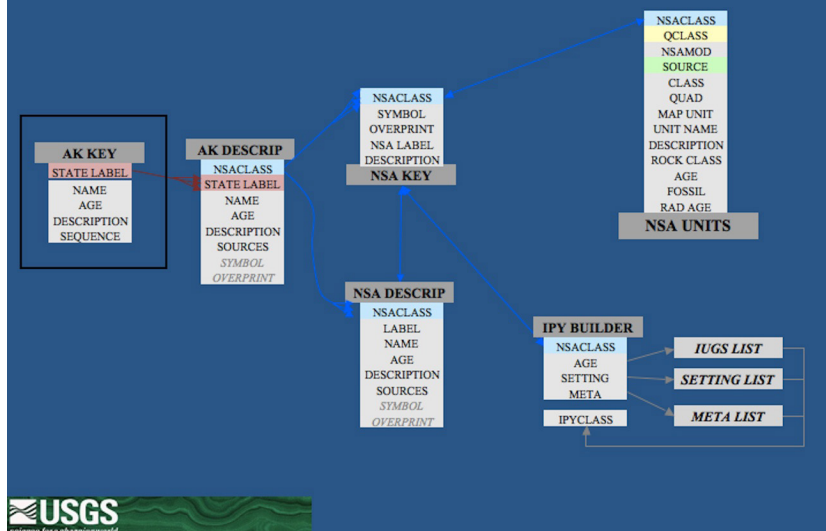 AK KEY
STATE LABEL
NAME
AGE
DESCRIPTION
SEQUENCE
AK DESCRIP
NSACLASS
STATE LABEL
NAME
AGE
DESCRIPTION
SOURCES
SYMBOL
OVERPRINT
NSACLASS
SYMBOL
OVERPRINT
NSA LABEL
DESCRIPTION
NSA KEY
NSA DESCRIP
NSACLASS
LABEL
NAME
AGE
DESCRIPTION
SOURCES
SYMBOL
OVERPRINT
NSACLASS
QCLASS
NSAMOD
SOURCE
CLASS
QUAD
MAP UNIT
UNIT NAME
DESCRIPTION
ROCK CLASS
AGE
FOSSIL
RAD AGE
NSA UNITS
IPY BUILDER
NSACLASS
AGE
SETTING
META
IPYCLASS
IUGS LIST
SETTING LIST
META LIST
USGS